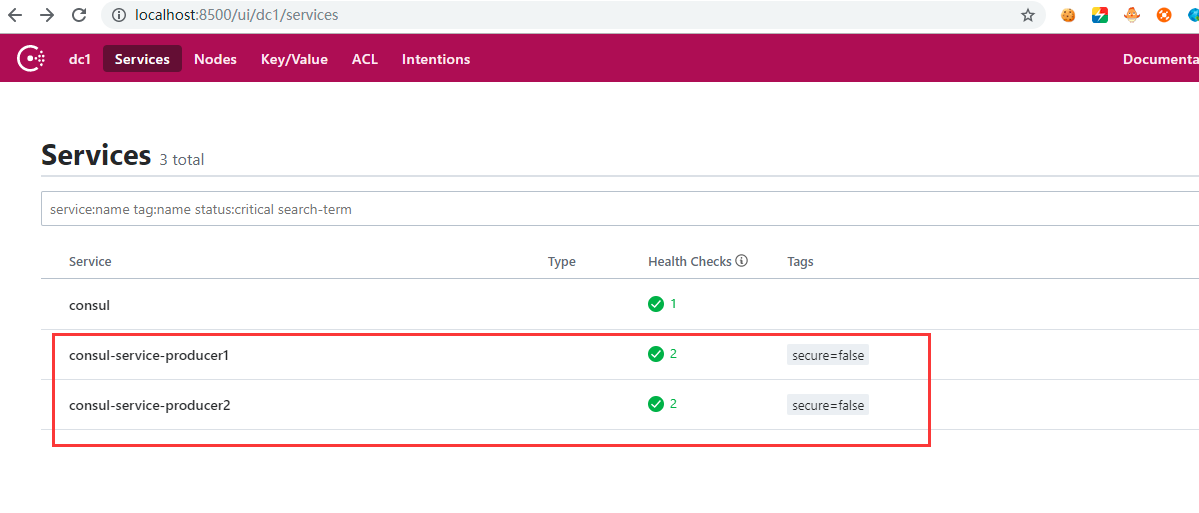 localhost:8500/ui/dc1/services
dc1 Services Nodes Key/Value ACL Intentions Documenta
Services 3 total
service:name tag:name status:critical search-term
Service Type Health Checks Tags
consul 1
consul-service-producer1 2 secure=false
consul-service-producer2 2 secure=false